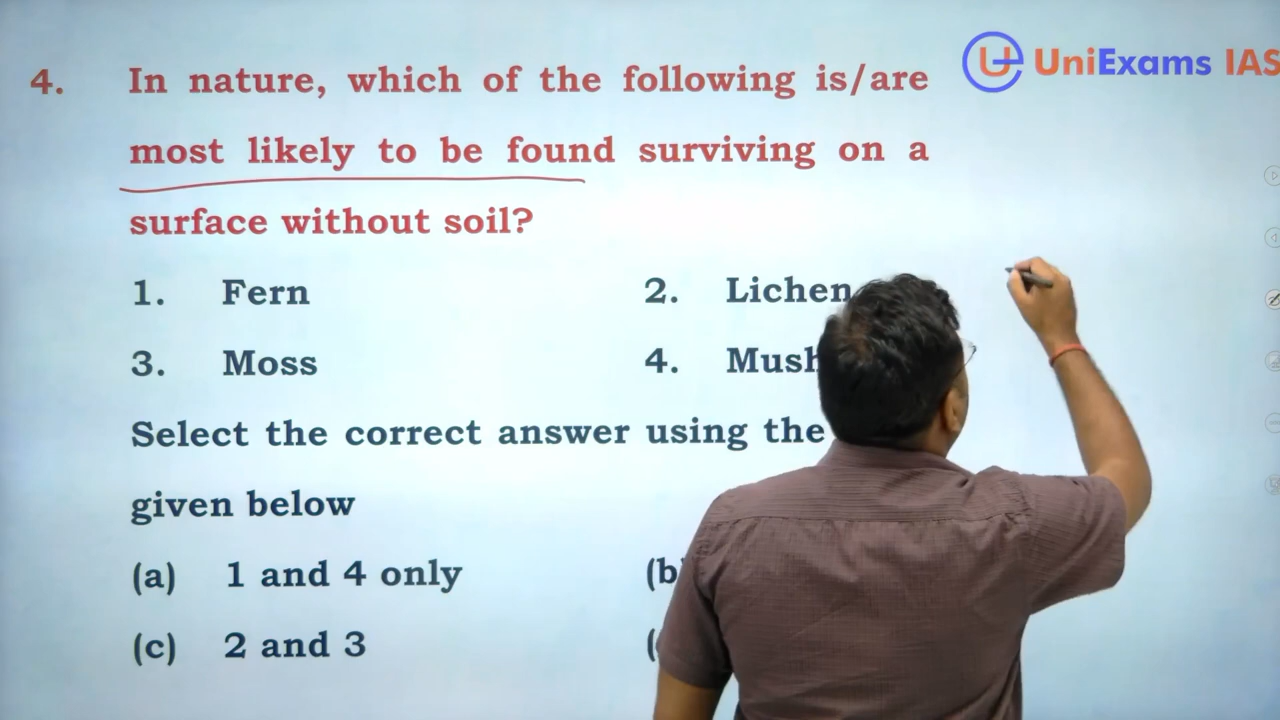 UniExams IAS
4. In nature, which of the following is/are
most likely to be found surviving on a
surface without soil?
1. Fern 2. Lichen
3. Moss 4.
Select the correct answer using the
given below
(a) 1 and 4 only (b)
(c) 2 and 3